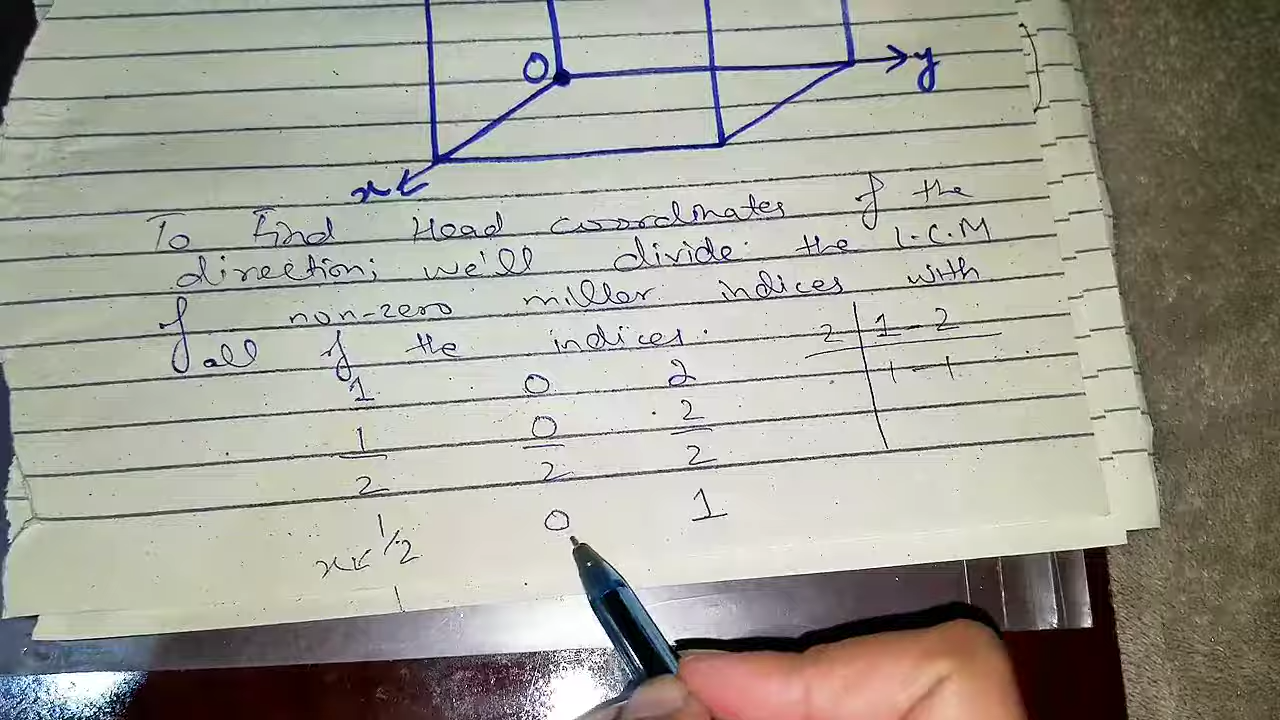 O
y
x
To Find Head coordinates of the
direction; we'll divide the L.C.M
of non-zero miller indices with
all of the indices.
2 | 1 - 2
1 - 1
1 0 2
1/2 0/2 2/2
x 1/2 0 1